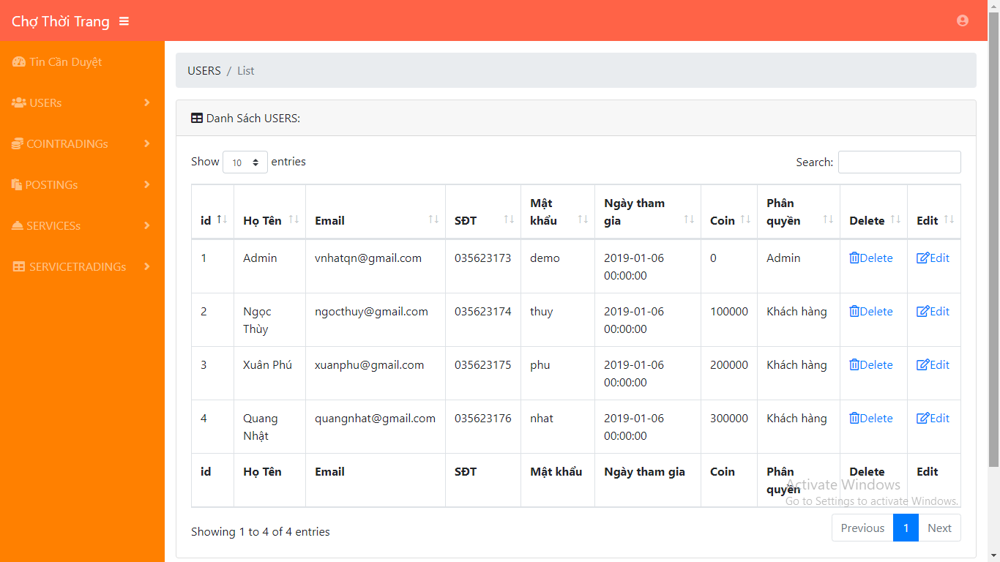 Chợ Thời Trang
Tin Cần Duyệt
USERs
COINTRADINGs
POSTINGs
SERVICESs
SERVICETRADINGs
USERS / List
Danh Sách USERS:
Show 10 entries Search:
id Họ Tên Email SĐT Mật khẩu Ngày tham gia Coin Phân quyền Delete Edit
1 Admin vnhatqn@gmail.com 035623173 demo 2019-01-06 00:00:00 0 Admin Delete Edit
2 Ngọc Thùy ngocthuy@gmail.com 035623174 thuy 2019-01-06 00:00:00 100000 Khách hàng Delete Edit
3 Xuân Phú xuanphu@gmail.com 035623175 phu 2019-01-06 00:00:00 200000 Khách hàng Delete Edit
4 Quang Nhật quangnhat@gmail.com 035623176 nhat 2019-01-06 00:00:00 300000 Khách hàng Delete Edit
id Họ Tên Email SĐT Mật khẩu Ngày tham gia Coin Phân quyền Delete Edit
Activate Windows
Go to Settings to activate Windows.
Showing 1 to 4 of 4 entries Previous 1 Next